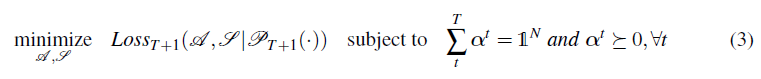 minimize Loss_{T+1}(𝒜, 𝒮|𝒫_{T+1}(·)) subject to ∑_{t}^{T} α^t = 𝟙^N and α^t ⪰ 0, ∀t (3)
𝒜,𝒮